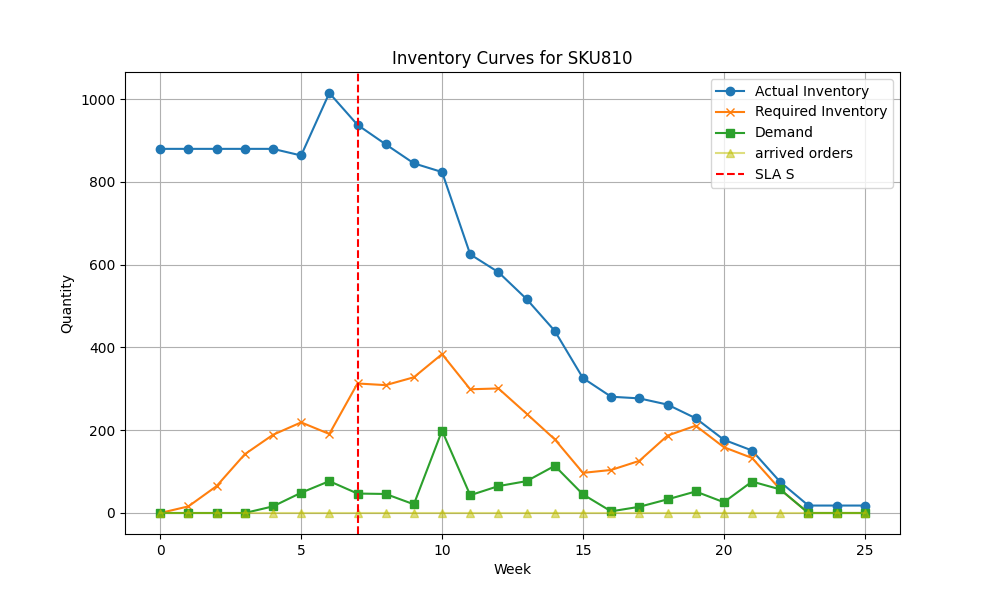 Inventory Curves for SKU810
Actual Inventory
Required Inventory
Demand
arrived orders
SLA S
Quantity
1000
800
600
400
200
0
0
5
10
15
20
25
Week